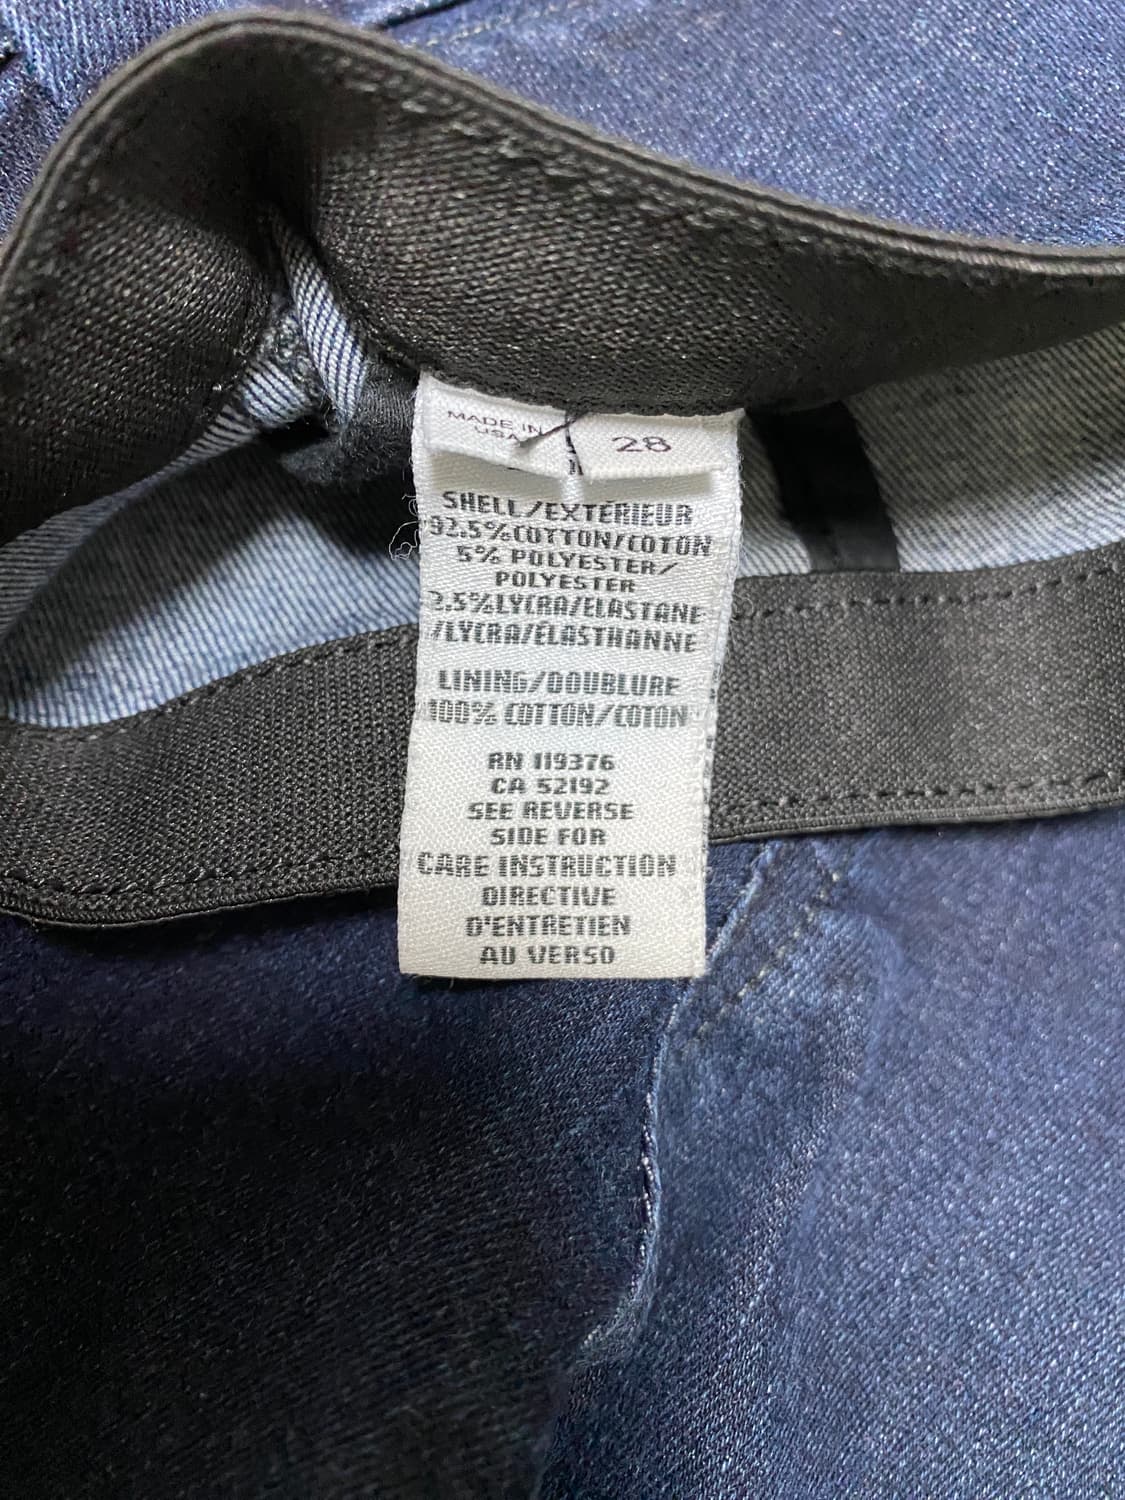 MADE IN
USA
28
SHELL/EXTÉRIEUR
92.5%COTTON/COTON
5% POLYESTER/
POLYESTER
2.5%LYCRA/ELASTANE
/LYCRA/ÉLASTHANNE
LINING/DOUBLURE
100% COTTON/COTON
RN 119376
CA 52192
SEE REVERSE
SIDE FOR
CARE INSTRUCTION
DIRECTIVE
D'ENTRETIEN
AU VERSO